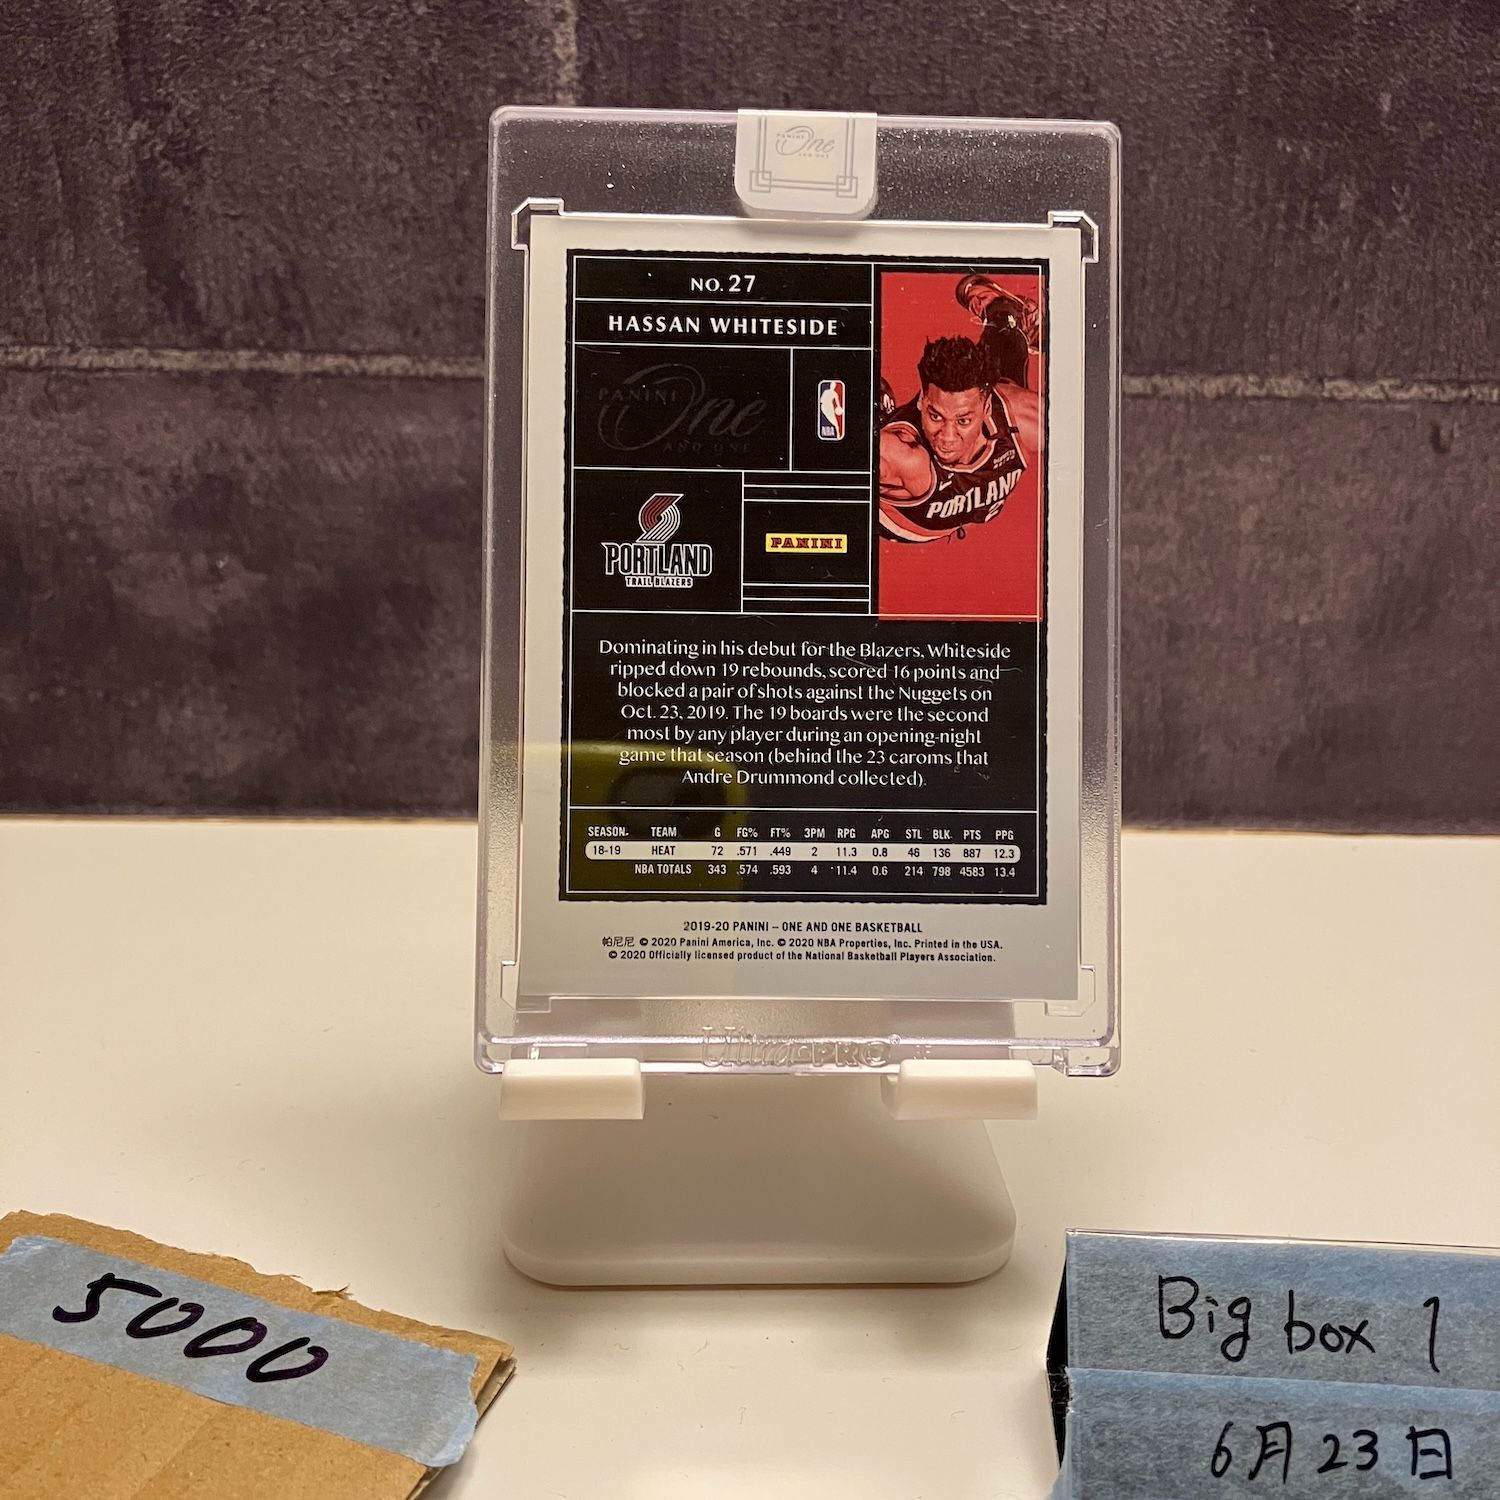 PANINI
One
AND ONE
NO. 27
HASSAN WHITESIDE
PANINI
One
AND ONE
NBA
PORTLAND
PORTLAND
TRAIL BLAZERS
PANINI
Dominating in his debut for the Blazers, Whiteside
ripped down 19 rebounds, scored 16 points and
blocked a pair of shots against the Nuggets on
Oct. 23, 2019. The 19 boards were the second
most by any player during an opening-night
game that season (behind the 23 caroms that
Andre Drummond collected).
SEASON TEAM G FG% FT% 3PM RPG APG STL BLK PTS PPG
18-19 HEAT 72 .571 .449 2 11.3 0.8 46 136 887 12.3
NBA TOTALS 343 .574 .593 4 11.4 0.6 214 798 4583 13.4
2019-20 PANINI – ONE AND ONE BASKETBALL
帕尼尼 © 2020 Panini America, Inc. © 2020 NBA Properties, Inc. Printed in the USA.
© 2020 Officially licensed product of the National Basketball Players Association.
Ultra·PRO®
5000
Big box 1
6月23日